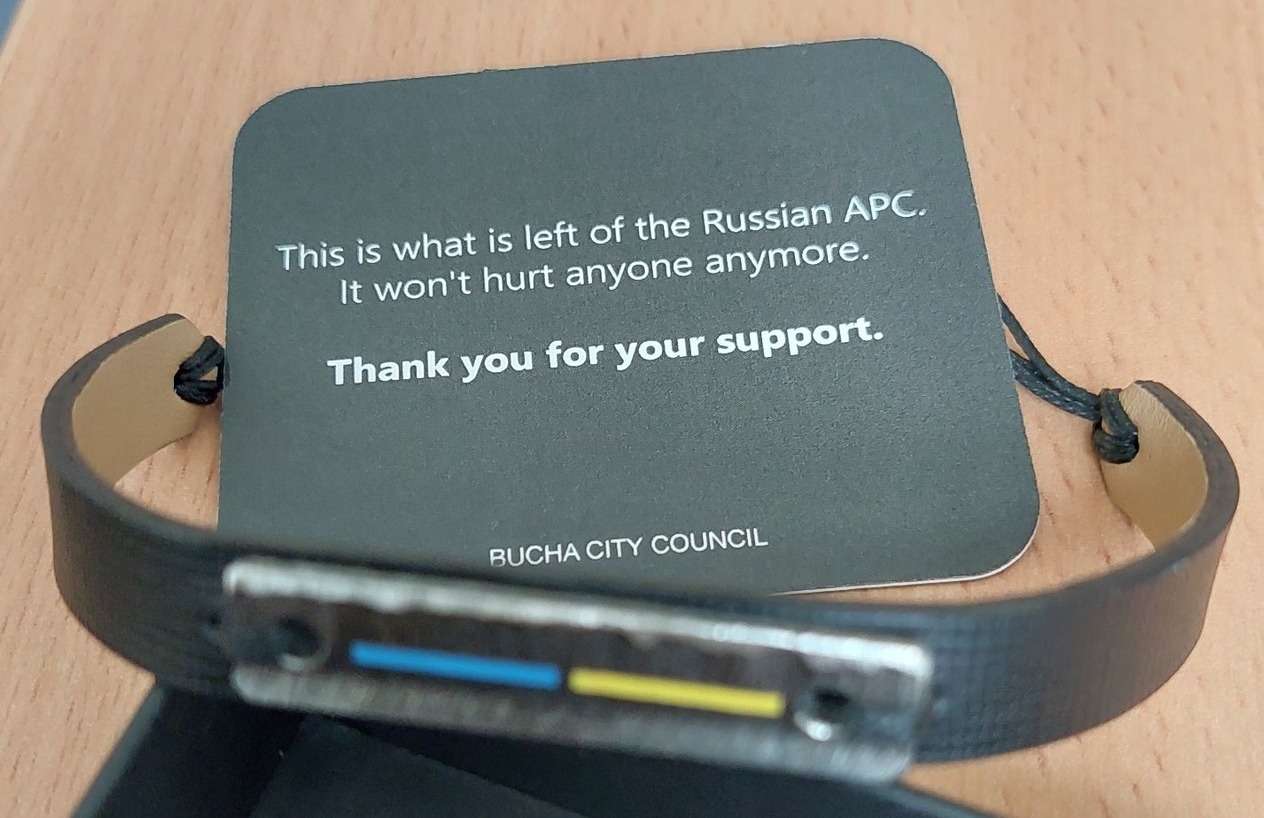 This is what is left of the Russian APC.
It won't hurt anyone anymore.
Thank you for your support.
BUCHA CITY COUNCIL